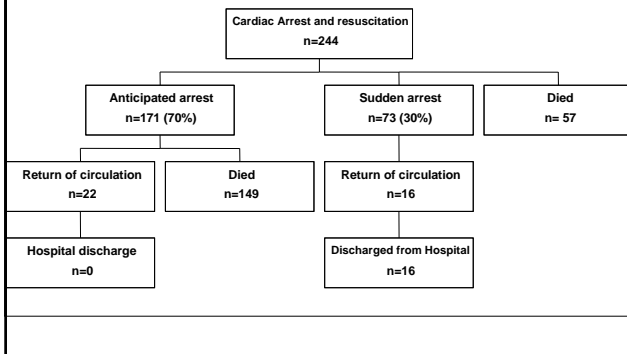 Cardiac Arrest and resuscitation
n=244
Anticipated arrest
n=171 (70%)
Sudden arrest
n=73 (30%)
Died
n= 57
Return of circulation
n=22
Died
n=149
Return of circulation
n=16
Hospital discharge
n=0
Discharged from Hospital
n=16